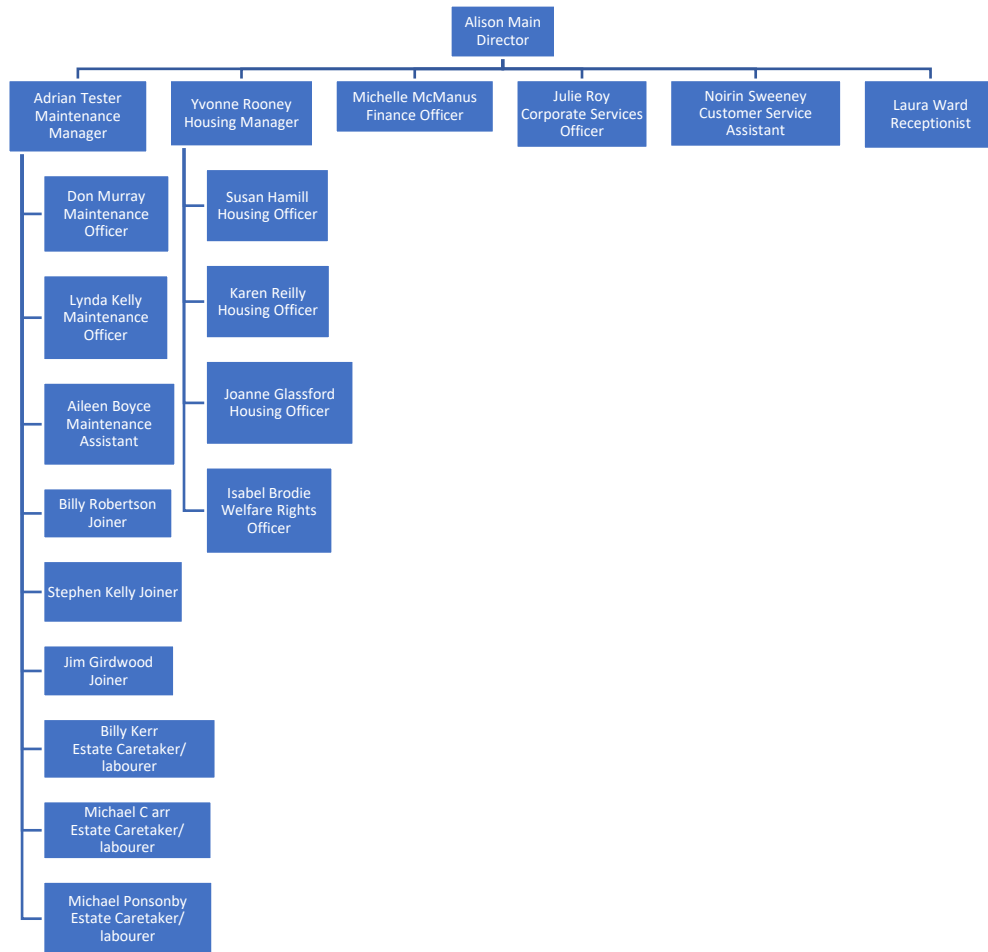 Alison Main
Director
Adrian Tester
Maintenance
Manager
Yvonne Rooney
Housing Manager
Michelle McManus
Finance Officer
Julie Roy
Corporate Services
Officer
Noirin Sweeney
Customer Service
Assistant
Laura Ward
Receptionist
Don Murray
Maintenance
Officer
Lynda Kelly
Maintenance
Officer
Aileen Boyce
Maintenance
Assistant
Billy Robertson
Joiner
Stephen Kelly Joiner
Jim Girdwood
Joiner
Billy Kerr
Estate Caretaker/
labourer
Michael C arr
Estate Caretaker/
labourer
Michael Ponsonby
Estate Caretaker/
labourer
Susan Hamill
Housing Officer
Karen Reilly
Housing Officer
Joanne Glassford
Housing Officer
Isabel Brodie
Welfare Rights
Officer